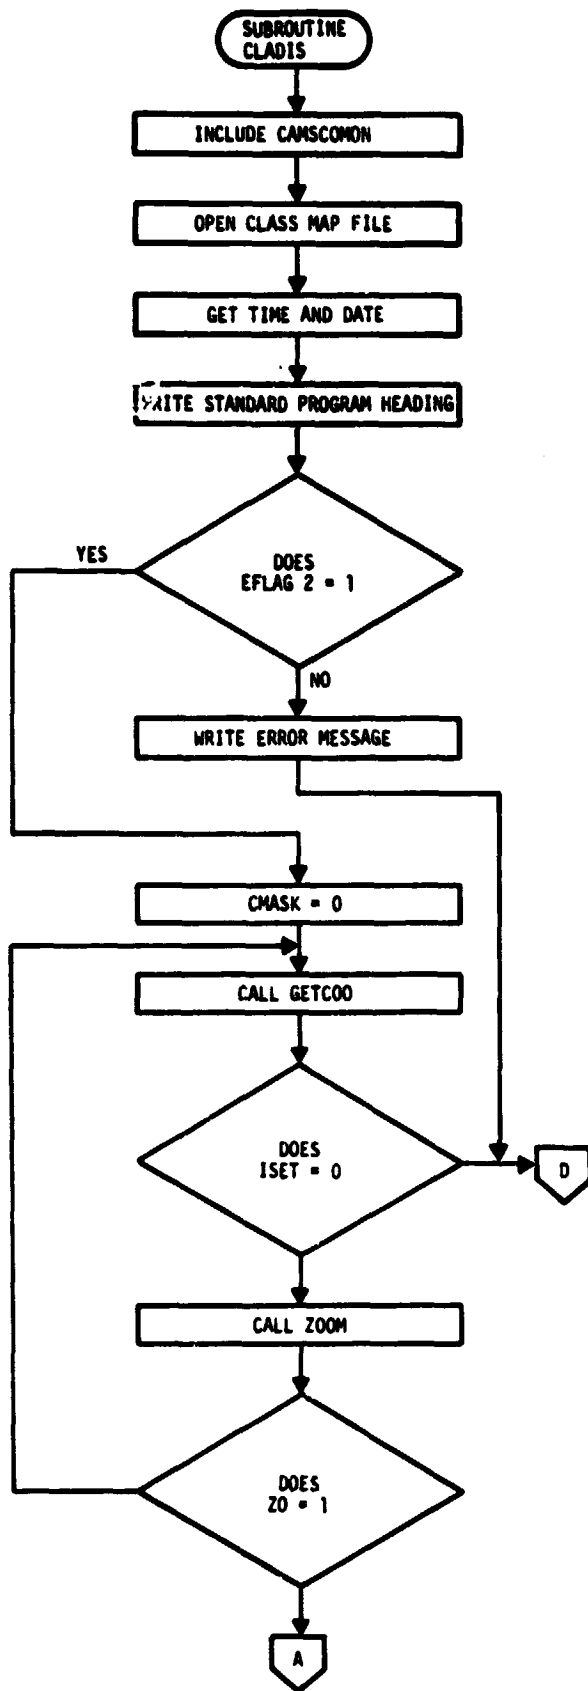 SUBROUTINE
CLADIS
INCLUDE CAMSCOMON
OPEN CLASS MAP FILE
GET TIME AND DATE
WRITE STANDARD PROGRAM HEADING
DOES
EFLAG 2 = 1
YES
NO
WRITE ERROR MESSAGE
CMASK = 0
CALL GETCOO
DOES
ISET = 0
D
CALL ZOOM
DOES
ZO = 1
A